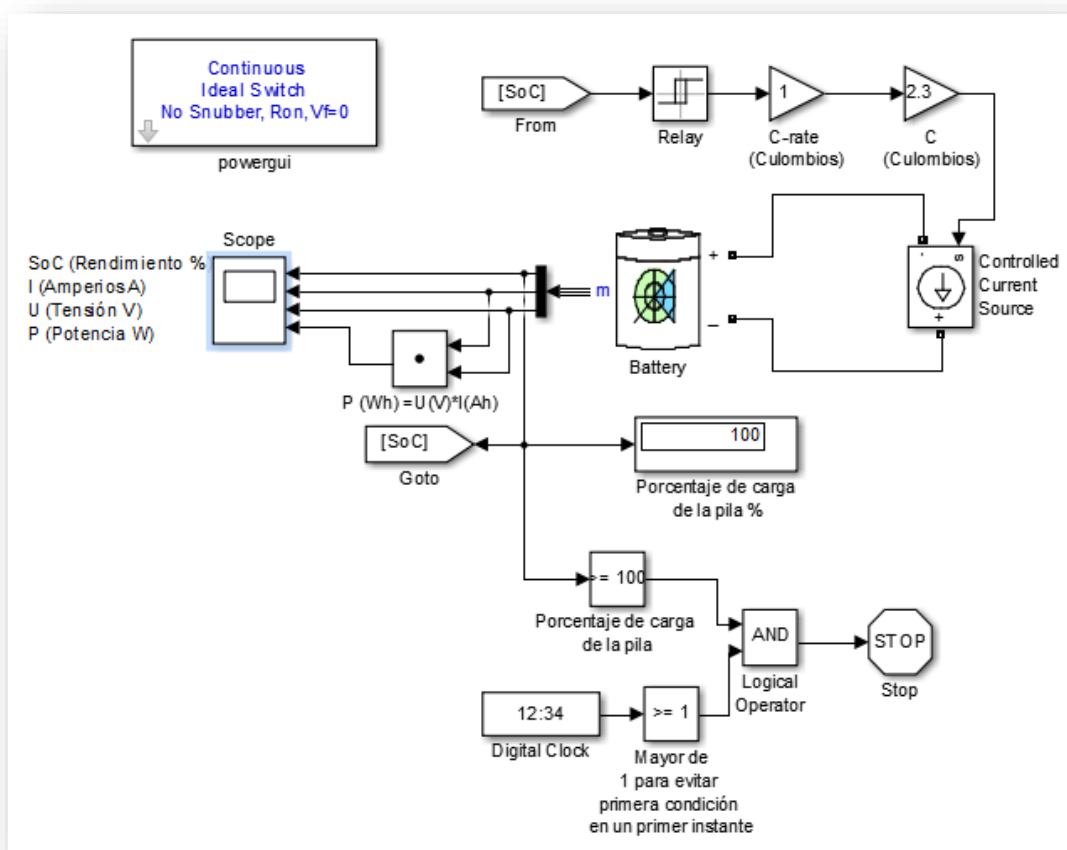 Continuous
Ideal Switch
No Snubber, Ron, Vf=0
powergui
[SoC]
From
Relay
1
C-rate
(Culombios)
2.3
C
(Culombios)
Scope
SoC (Rendimiento %
I (Amperios A)
U (Tensión V)
P (Potencia W)
m
+
_
Battery
-
s
+
Controlled
Current
Source
P (Wh) =U(V)*I(Ah)
[SoC]
Goto
100
Porcentaje de carga
de la pila %
>= 100
Porcentaje de carga
de la pila
AND
Logical
Operator
STOP
Stop
12:34
Digital Clock
>= 1
Mayor de
1 para evitar
primera condición
en un primer instante